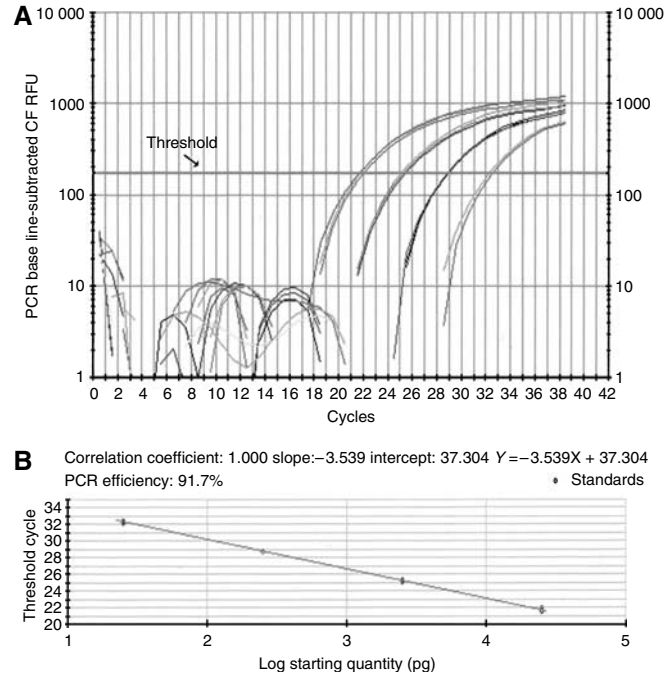 A
PCR base line-subtracted CF RFU
10 000
1000
100
10
1
Threshold
10 000
1000
100
10
1
0 2 4 6 8 10 12 14 16 18 20 22 24 26 28 30 32 34 36 38 40 42
Cycles
B
Correlation coefficient: 1.000 slope:−3.539 intercept: 37.304 Y =−3.539X + 37.304
PCR efficiency: 91.7%
Standards
Threshold cycle
34
32
30
28
26
24
22
20
1 2 3 4 5
Log starting quantity (pg)